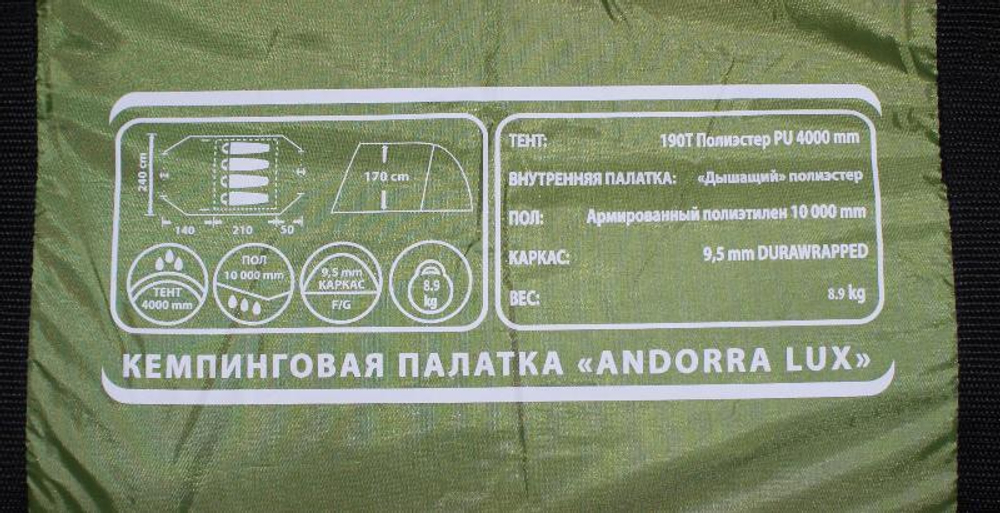 240 cm
170 cm
140 210 50
ТЕНТ
4000 mm
ПОЛ
10 000 mm
9,5 mm
КАРКАС
F/G
8.9
kg
ТЕНТ: 190T Полиэстер PU 4000 mm
ВНУТРЕННЯЯ ПАЛАТКА: «Дышащий» полиэстер
ПОЛ: Армированный полиэтилен 10 000 mm
КАРКАС: 9,5 mm DURAWRAPPED
ВЕС: 8.9 kg
КЕМПИНГОВАЯ ПАЛАТКА «ANDORRA LUX»